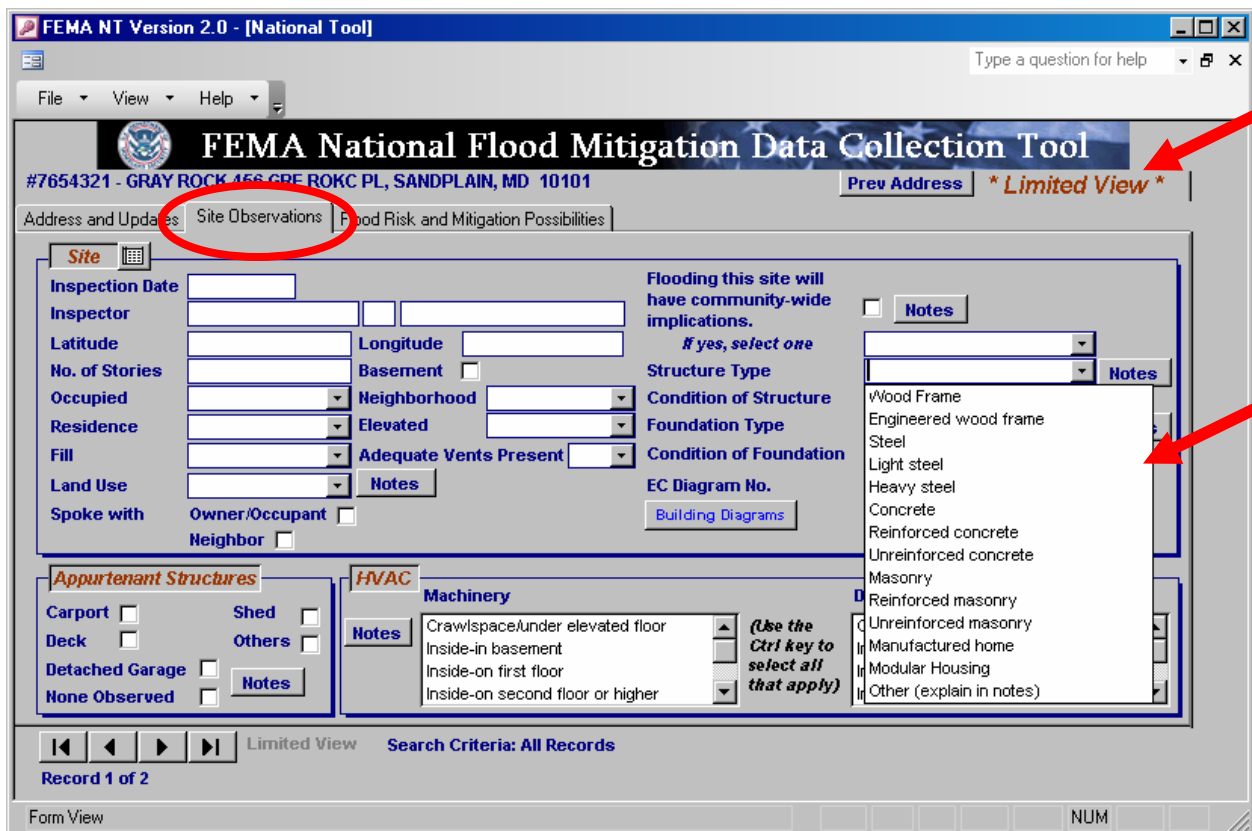 FEMA NT Version 2.0 - [National Tool]
Type a question for help
File View Help
FEMA National Flood Mitigation Data Collection Tool
#7654321 - GRAY ROCK 456 GRE ROKC PL, SANDPLAIN, MD 10101
Prev Address * Limited View *
Address and Updates Site Observations Flood Risk and Mitigation Possibilities
Site
Inspection Date
Inspector
Latitude Longitude
No. of Stories Basement
Occupied Neighborhood
Residence Elevated
Fill Adequate Vents Present
Land Use Notes
Spoke with Owner/Occupant
Neighbor
Flooding this site will
have community-wide
implications.
Notes
If yes, select one
Structure Type Notes
Condition of Structure
Foundation Type
Condition of Foundation
EC Diagram No.
Building Diagrams
Wood Frame
Engineered wood frame
Steel
Light steel
Heavy steel
Concrete
Reinforced concrete
Unreinforced concrete
Masonry
Reinforced masonry
Unreinforced masonry
Manufactured home
Modular Housing
Other (explain in notes)
Appurtenant Structures
Carport Shed
Deck Others
Detached Garage
None Observed
Notes
HVAC
Machinery
Notes
Crawlspace/under elevated floor
Inside-in basement
Inside-on first floor
Inside-on second floor or higher
(Use the
Ctrl key to
select all
that apply)
Limited View Search Criteria: All Records
Record 1 of 2
Form View NUM